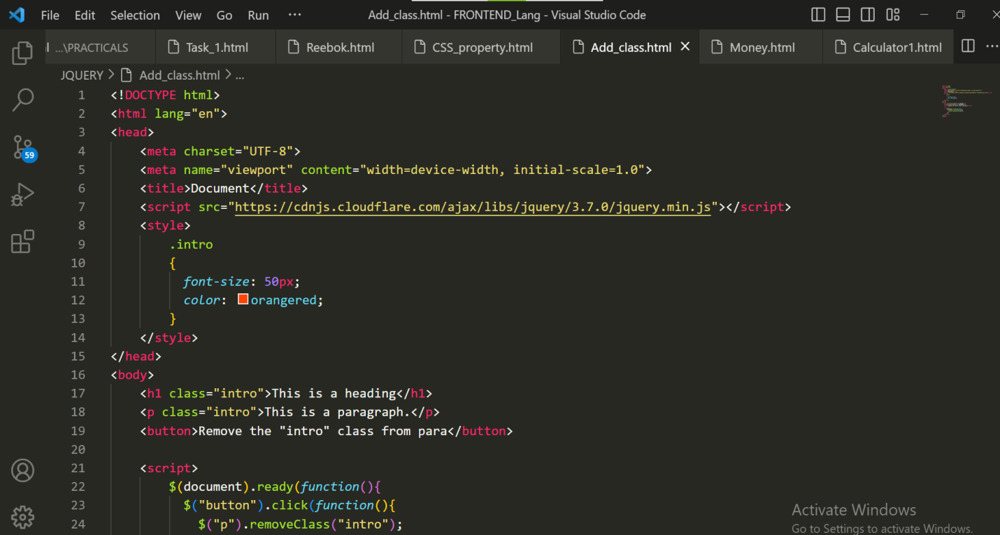 File Edit Selection View Go Run ··· Add_class.html - FRONTEND_Lang - Visual Studio Code
...\PRACTICALS Task_1.html Reebok.html CSS_property.html Add_class.html Money.html Calculator1.html
JQUERY > Add_class.html > ...
1 <!DOCTYPE html>
2 <html lang="en">
3 <head>
4 <meta charset="UTF-8">
5 <meta name="viewport" content="width=device-width, initial-scale=1.0">
6 <title>Document</title>
7 <script src="https://cdnjs.cloudflare.com/ajax/libs/jquery/3.7.0/jquery.min.js"></script>
8 <style>
9 .intro
10 {
11 font-size: 50px;
12 color: orangered;
13 }
14 </style>
15 </head>
16 <body>
17 <h1 class="intro">This is a heading</h1>
18 <p class="intro">This is a paragraph.</p>
19 <button>Remove the "intro" class from para</button>
20
21 <script>
22 $(document).ready(function(){
23 $("button").click(function(){
24 $("p").removeClass("intro");
59
Activate Windows
Go to Settings to activate Windows.